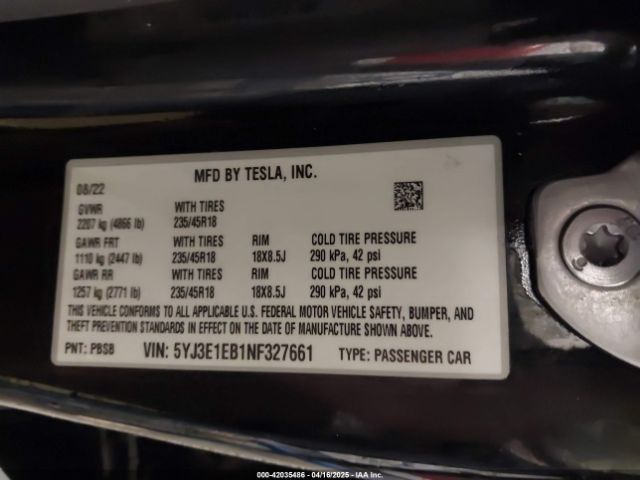 MFD BY TESLA, INC.
08/22
GVWR WITH TIRES
2207 kg (4866 lb) 235/45R18
GAWR FRT WITH TIRES RIM COLD TIRE PRESSURE
1110 kg (2447 lb) 235/45R18 18X8.5J 290 kPa, 42 psi
GAWR RR WITH TIRES RIM COLD TIRE PRESSURE
1257 kg (2771 lb) 235/45R18 18X8.5J 290 kPa, 42 psi
THIS VEHICLE CONFORMS TO ALL APPLICABLE U.S. FEDERAL MOTOR VEHICLE SAFETY, BUMPER, AND
THEFT PREVENTION STANDARDS IN EFFECT ON THE DATE OF MANUFACTURE SHOWN ABOVE.
PNT: PBSB VIN: 5YJ3E1EB1NF327661 TYPE: PASSENGER CAR
000-42035486 - 04/16/2025 - IAA Inc.